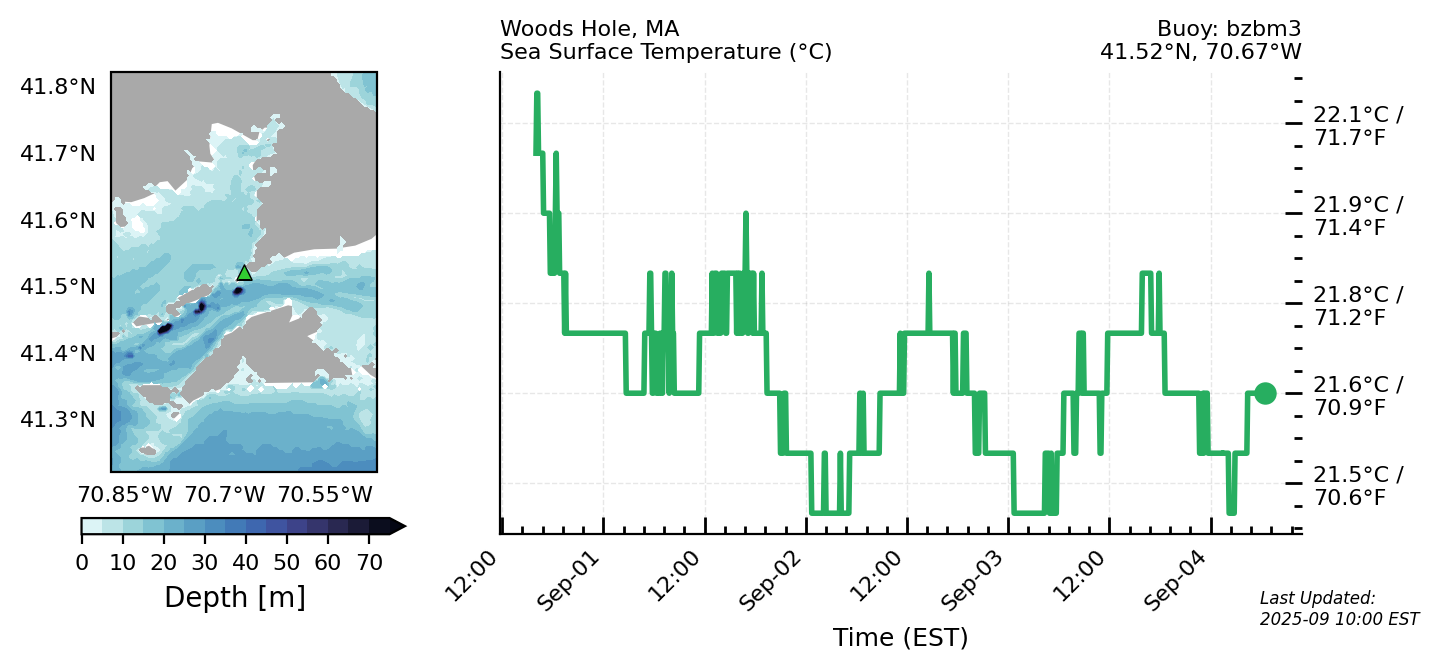 Woods Hole, MA
Sea Surface Temperature (°C)
Buoy: bzbm3
41.52°N, 70.67°W
41.8°N
41.7°N
41.6°N
41.5°N
41.4°N
41.3°N
70.85°W 70.7°W 70.55°W
0 10 20 30 40 50 60 70
Depth [m]
22.1°C /
71.7°F
21.9°C /
71.4°F
21.8°C /
71.2°F
21.6°C /
70.9°F
21.5°C /
70.6°F
12:00 Sep-01 12:00 Sep-02 12:00 Sep-03 12:00 Sep-04
Time (EST)
Last Updated:
2025-09 10:00 EST